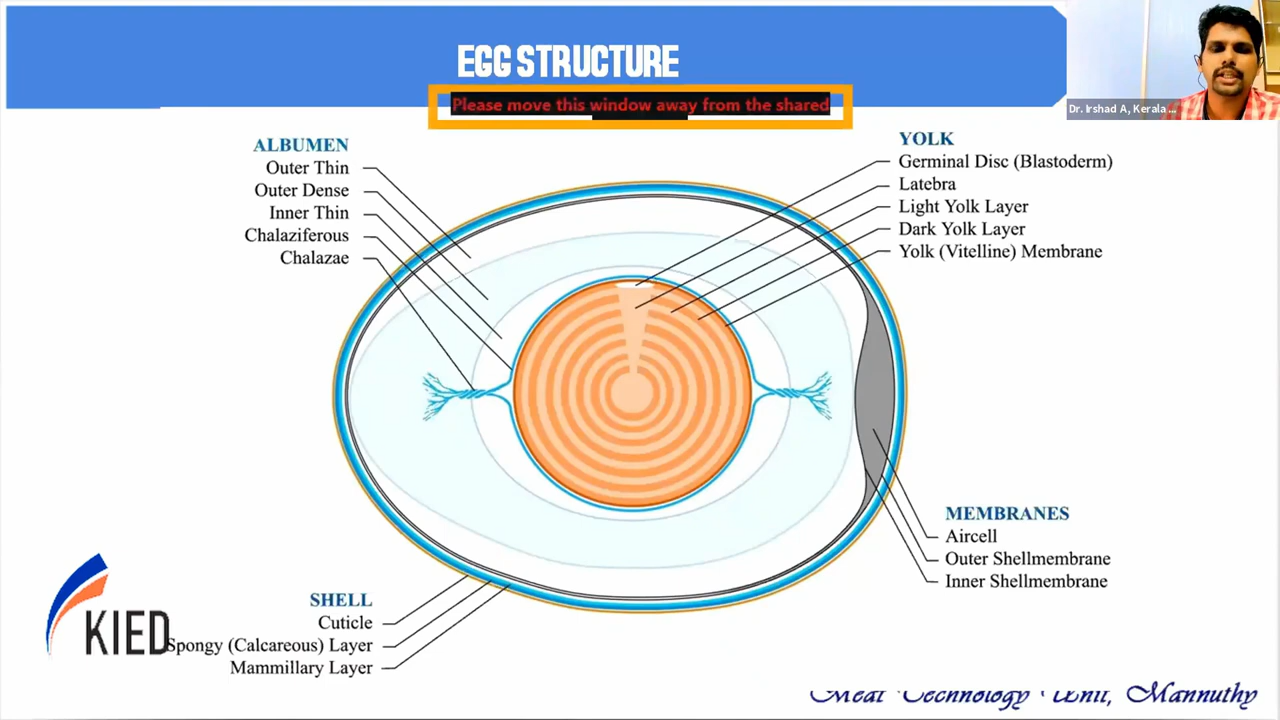 EGG STRUCTURE
Please move this window away from the shared
Dr. Irshad A, Kerala ...
ALBUMEN
Outer Thin
Outer Dense
Inner Thin
Chalaziferous
Chalazae
YOLK
Germinal Disc (Blastoderm)
Latebra
Light Yolk Layer
Dark Yolk Layer
Yolk (Vitelline) Membrane
MEMBRANES
Aircell
Outer Shellmembrane
Inner Shellmembrane
SHELL
Cuticle
Spongy (Calcareous) Layer
Mammillary Layer
KIED
Meat Technology Unit, Mannuthy